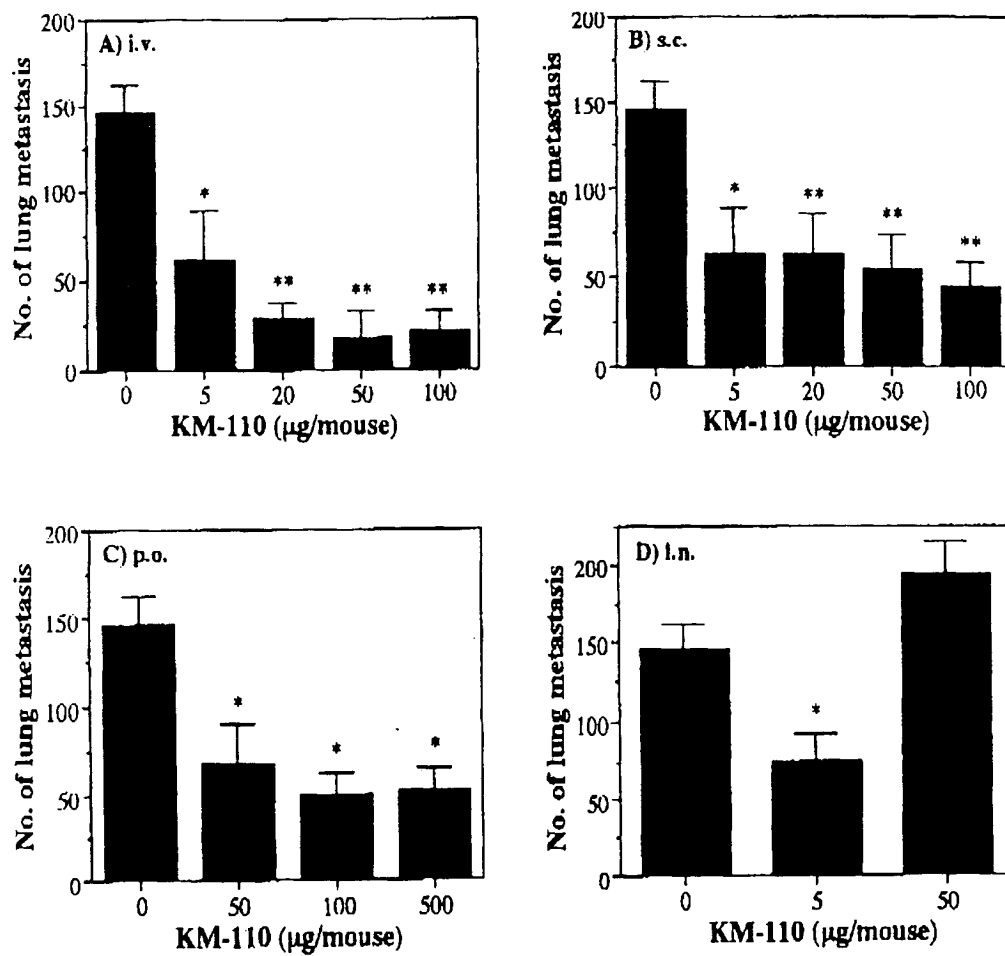 A) i.v.
No. of lung metastasis
200
150
100
50
0
*
**
**
**
0 5 20 50 100
KM-110 (μg/mouse)
B) s.c.
No. of lung metastasis
200
150
100
50
0
*
**
**
**
0 5 20 50 100
KM-110 (μg/mouse)
C) p.o.
No. of lung metastasis
200
150
100
50
0
*
*
*
0 50 100 500
KM-110 (μg/mouse)
D) i.n.
No. of lung metastasis
200
150
100
50
0
*
0 5 50
KM-110 (μg/mouse)